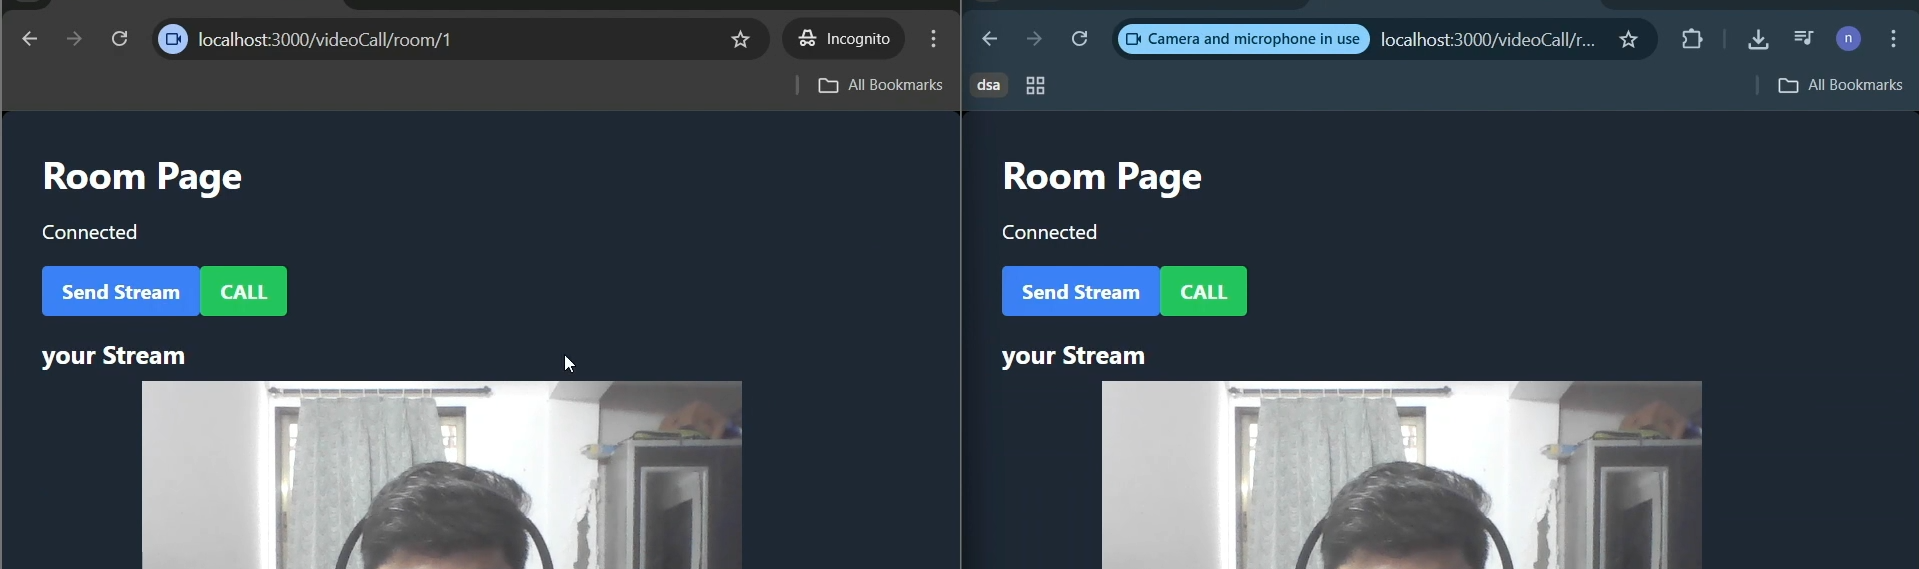 localhost:3000/videoCall/room/1
Incognito
All Bookmarks
Room Page
Connected
Send Stream
CALL
your Stream
Camera and microphone in use
localhost:3000/videoCall/r...
n
dsa
All Bookmarks
Room Page
Connected
Send Stream
CALL
your Stream